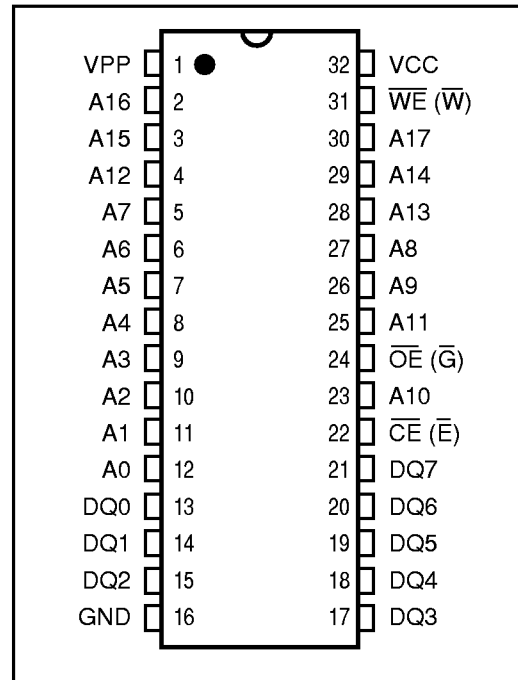 VPP 1 32 VCC
A16 2 31 W̅E̅ (W̅)
A15 3 30 A17
A12 4 29 A14
A7 5 28 A13
A6 6 27 A8
A5 7 26 A9
A4 8 25 A11
A3 9 24 O̅E̅ (G̅)
A2 10 23 A10
A1 11 22 C̅E̅ (E̅)
A0 12 21 DQ7
DQ0 13 20 DQ6
DQ1 14 19 DQ5
DQ2 15 18 DQ4
GND 16 17 DQ3